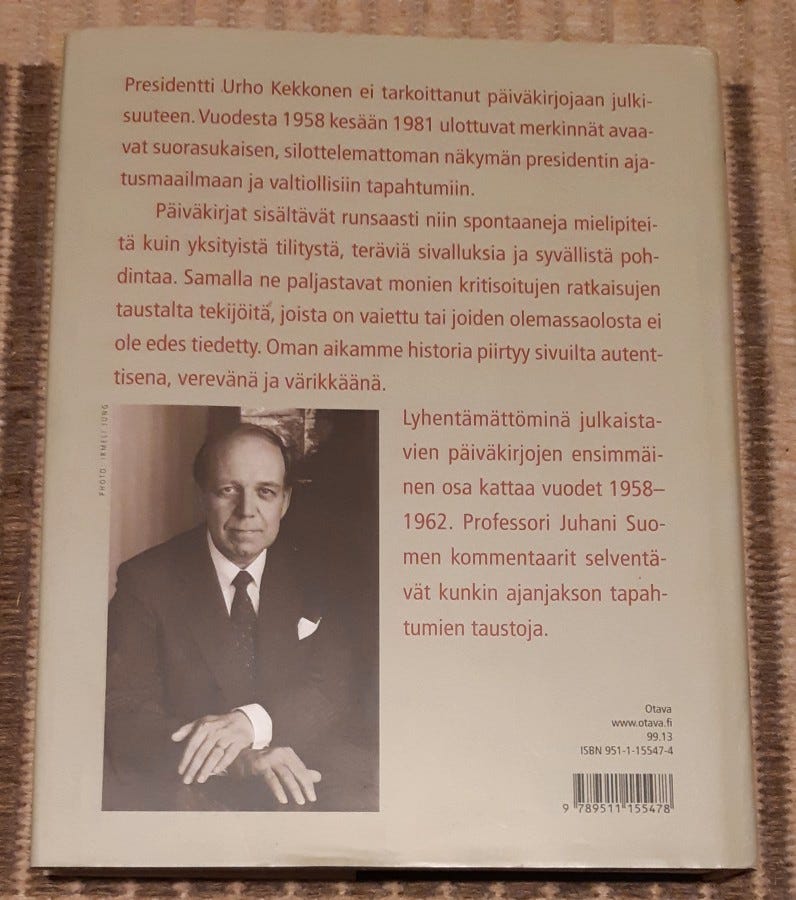 Presidentti Urho Kekkonen ei tarkoittanut päiväkirjojaan julki-
suuteen. Vuodesta 1958 kesään 1981 ulottuvat merkinnät avaa-
vat suorasukaisen, silottelemattoman näkymän presidentin aja-
tusmaailmaan ja valtiollisiin tapahtumiin.
Päiväkirjat sisältävät runsaasti niin spontaaneja mielipitei-
tä kuin yksityistä tilitystä, teräviä sivalluksia ja syvällistä poh-
dintaa. Samalla ne paljastavat monien kritisoitujen ratkaisujen
taustalta tekijöitä, joista on vaiettu tai joiden olemassaolosta ei
ole edes tiedetty. Oman aikamme historia piirtyy sivuilta autent-
tisena, verevänä ja värikkäänä.
PHOTO: IRMELI JUNG
Lyhentämättöminä julkaista-
vien päiväkirjojen ensimmäi-
nen osa kattaa vuodet 1958–
1962. Professori Juhani Suo-
men kommentaarit selventä-
vät kunkin ajanjakson tapah-
tumien taustoja.
Otava
www.otava.fi
99.13
ISBN 951-1-15547-4
9 789511 155478